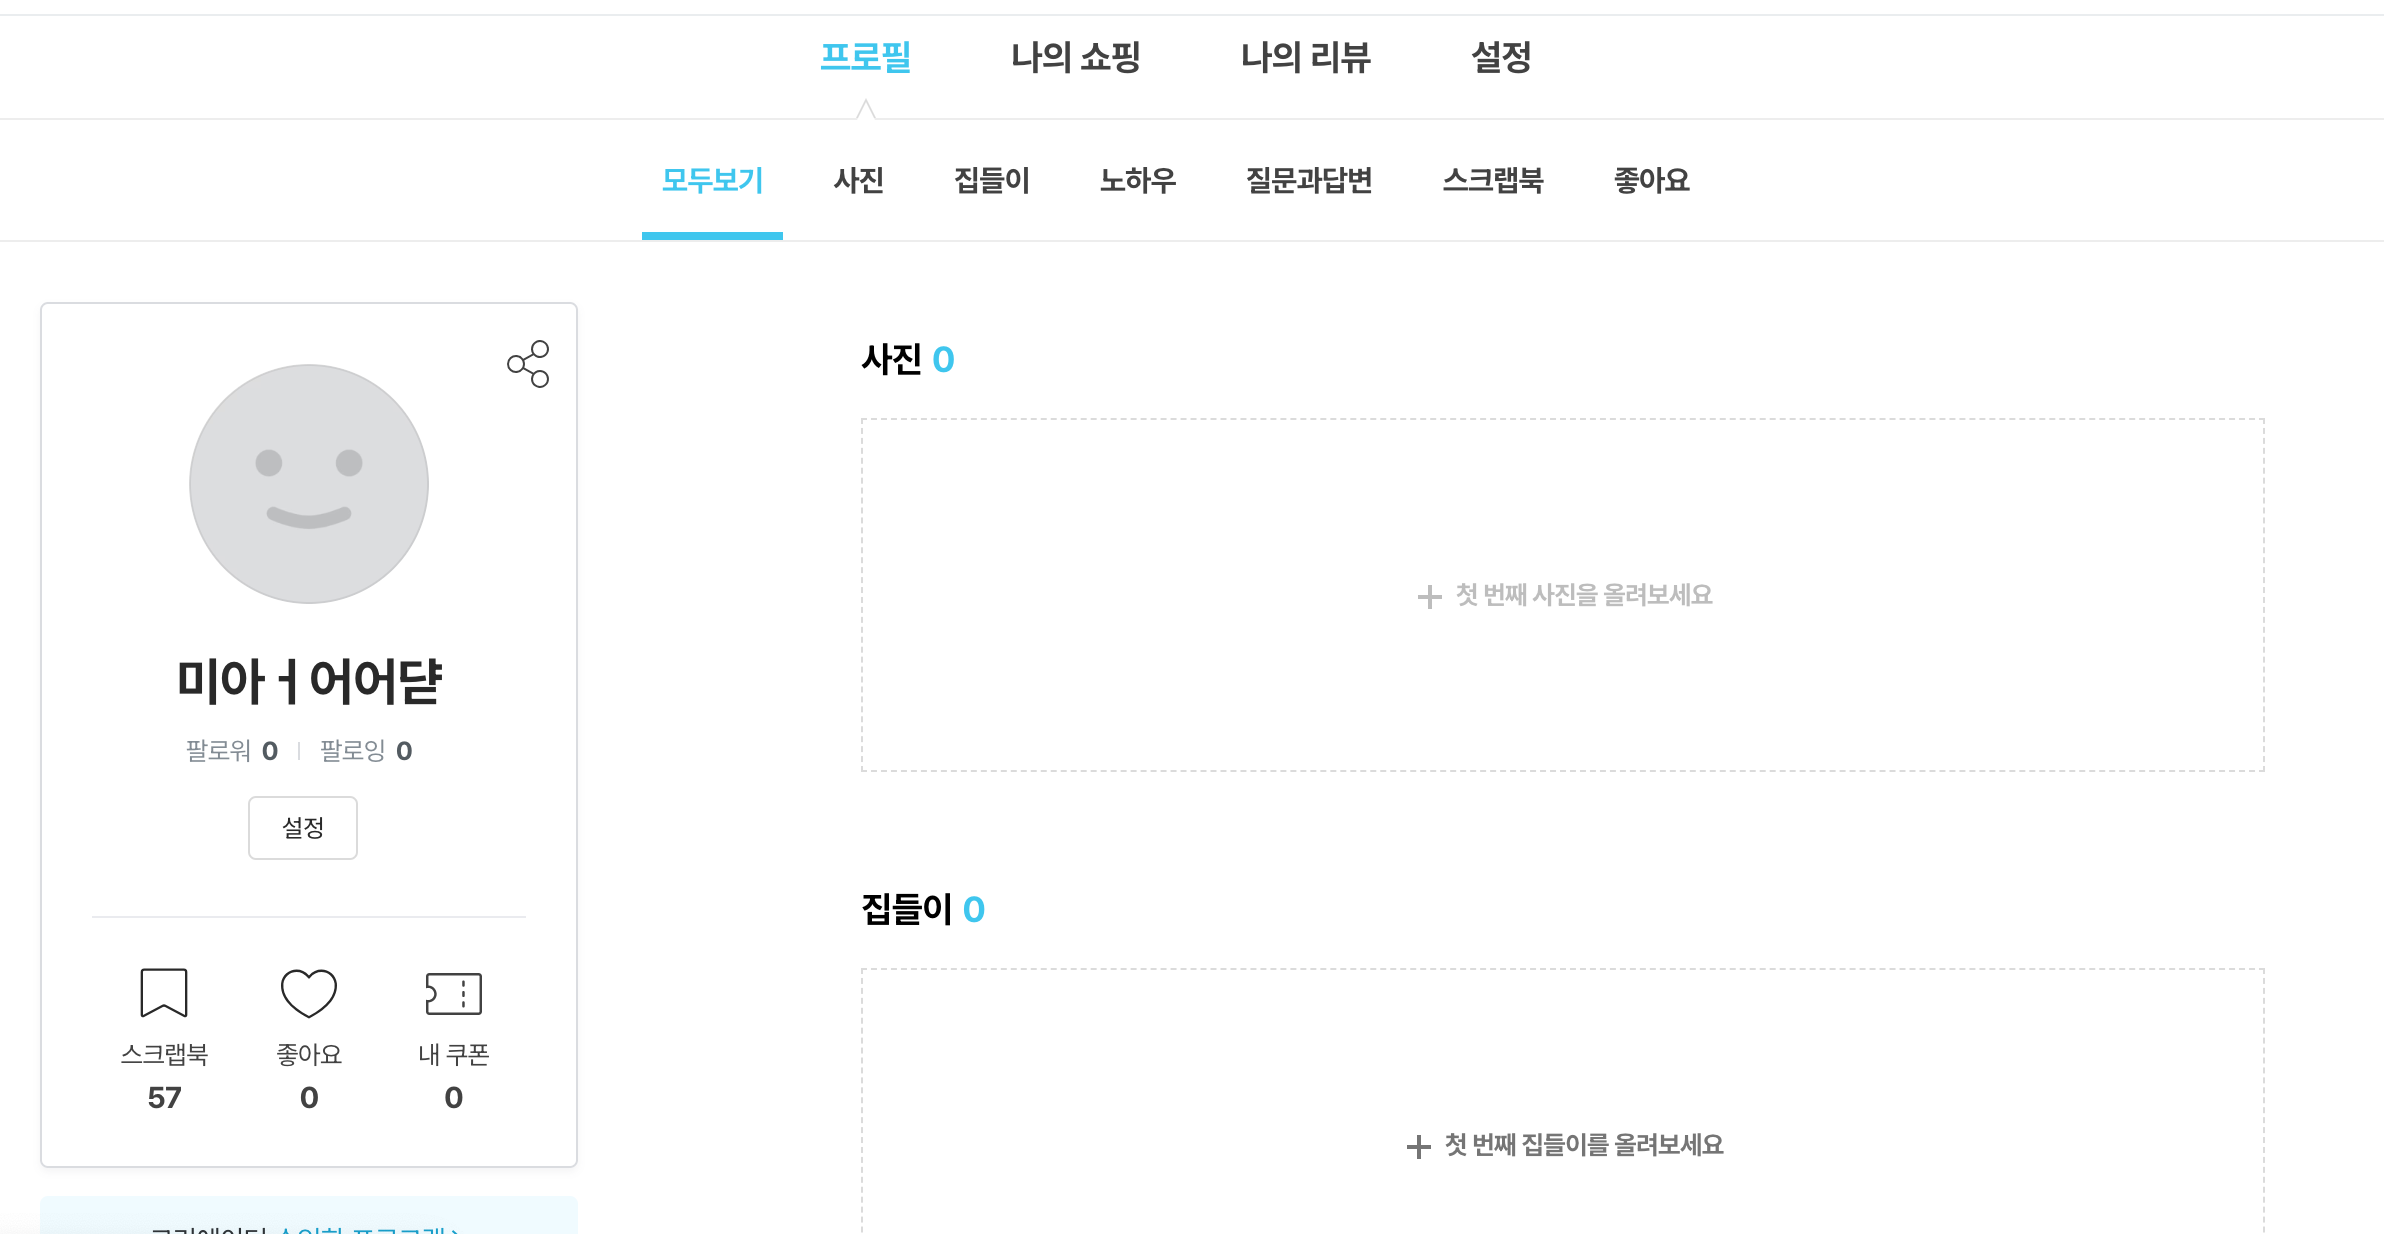 프로필 나의 쇼핑 나의 리뷰 설정
모두보기 사진 집들이 노하우 질문과답변 스크랩북 좋아요
미아ㅓ어어댣
팔로워 0 팔로잉 0
설정
스크랩북 좋아요 내 쿠폰
57 0 0
사진 0
첫 번째 사진을 올려보세요
집들이 0
첫 번째 집들이를 올려보세요